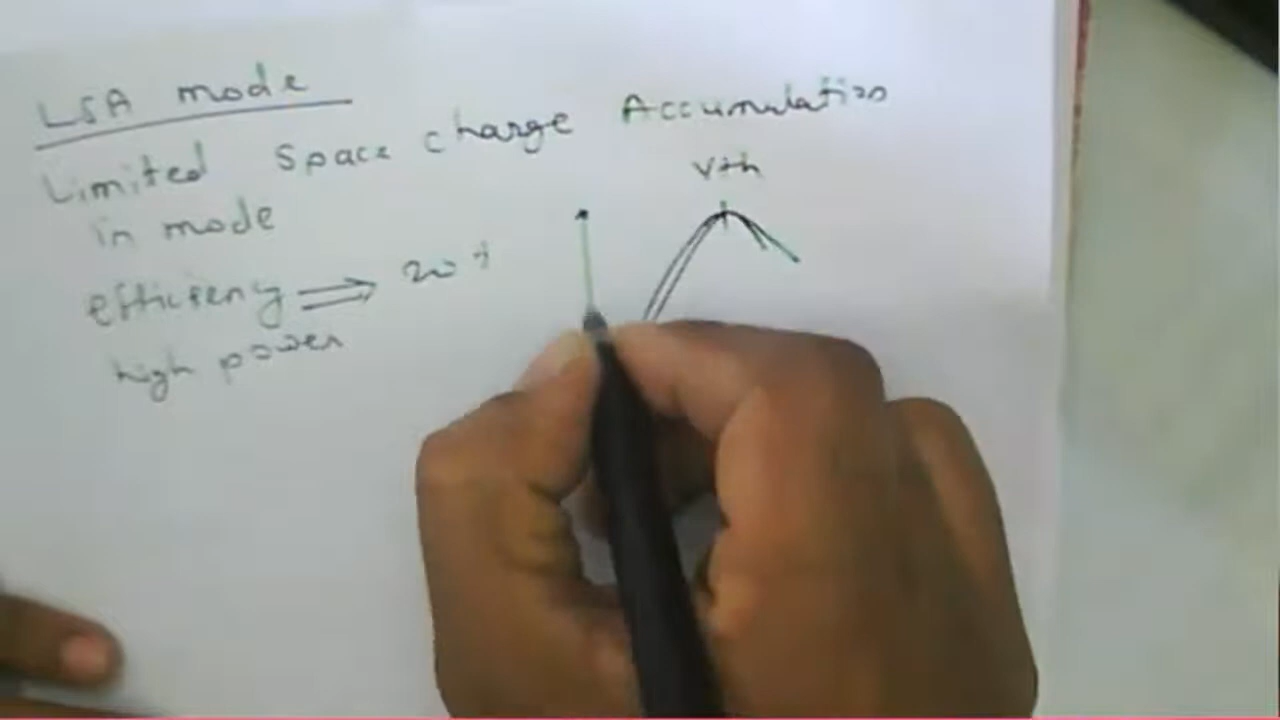 LSA mode
Limited Space charge Accumulation
in mode
efficieny ⇒ 20 %
high power
Vth